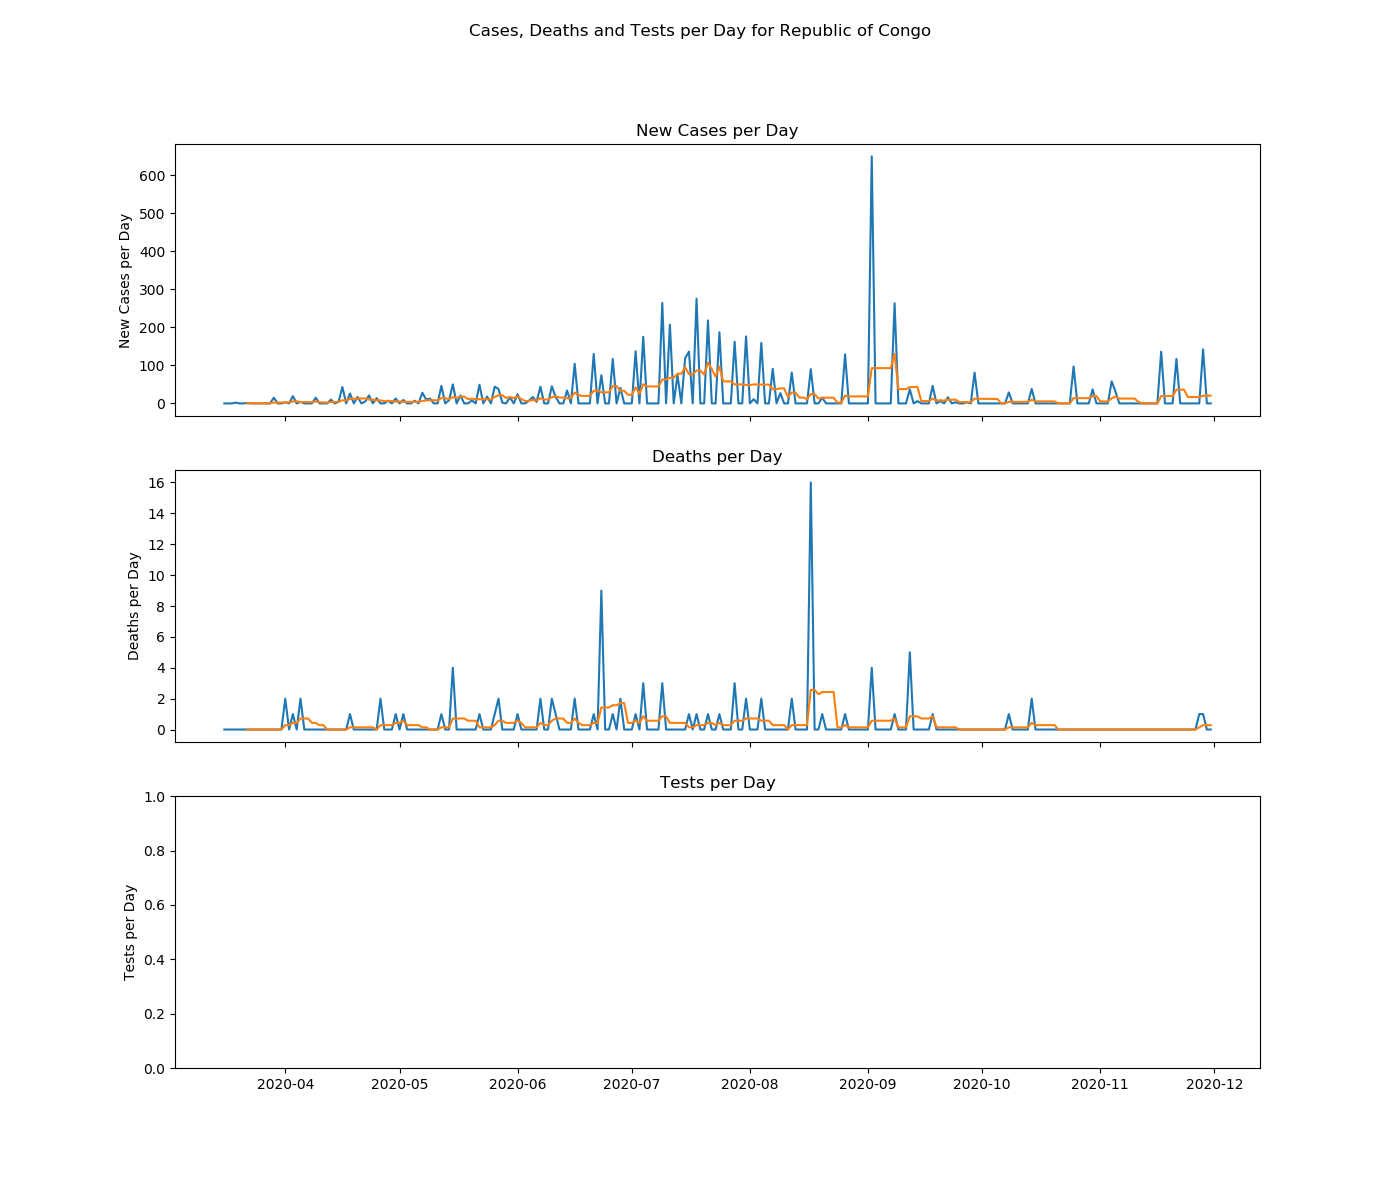 Cases, Deaths and Tests per Day for Republic of Congo
New Cases per Day
New Cases per Day
600
500
400
300
200
100
0
Deaths per Day
Deaths per Day
16
14
12
10
8
6
4
2
0
Tests per Day
Tests per Day
1.0
0.8
0.6
0.4
0.2
0.0
2020-04 2020-05 2020-06 2020-07 2020-08 2020-09 2020-10 2020-11 2020-12